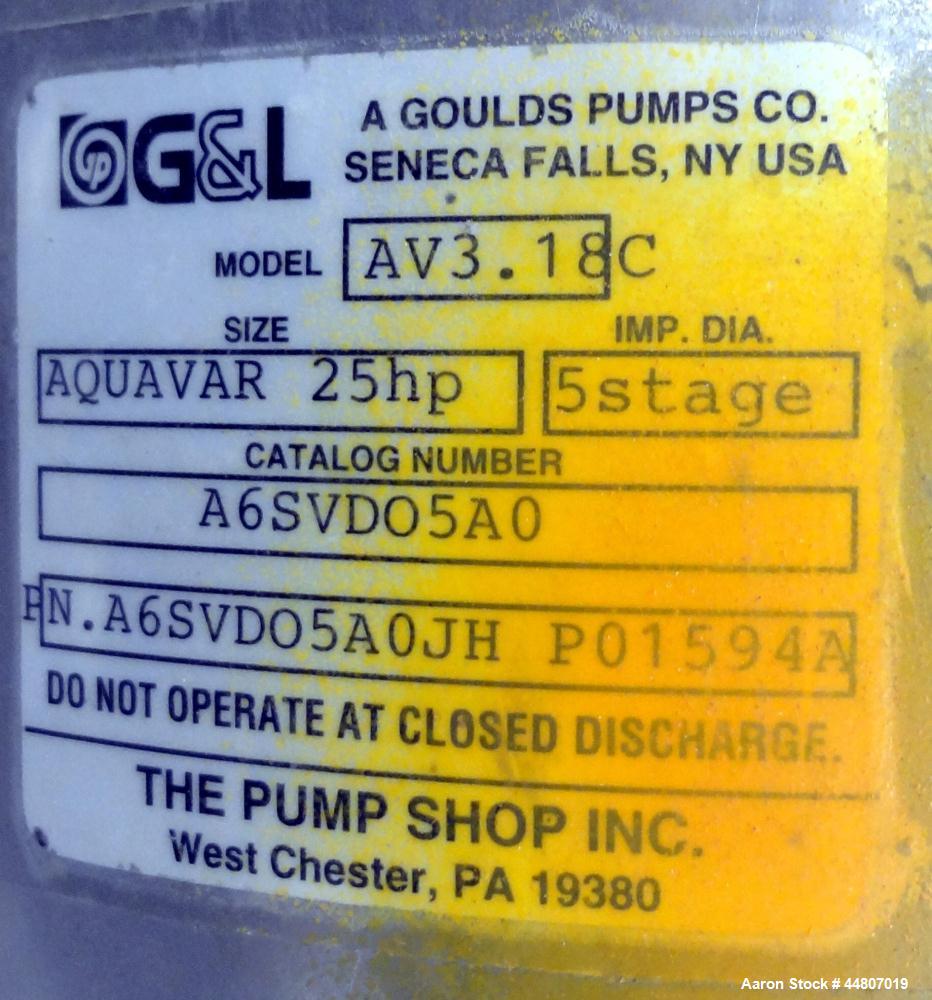 G&L
A GOULDS PUMPS CO.
SENECA FALLS, NY USA
MODEL AV3.18C
SIZE IMP. DIA.
AQUAVAR 25hp 5stage
CATALOG NUMBER
A6SVDO5A0
PN.A6SVDO5A0JH P01594A
DO NOT OPERATE AT CLOSED DISCHARGE.
THE PUMP SHOP INC.
West Chester, PA 19380
Aaron Stock # 44807019